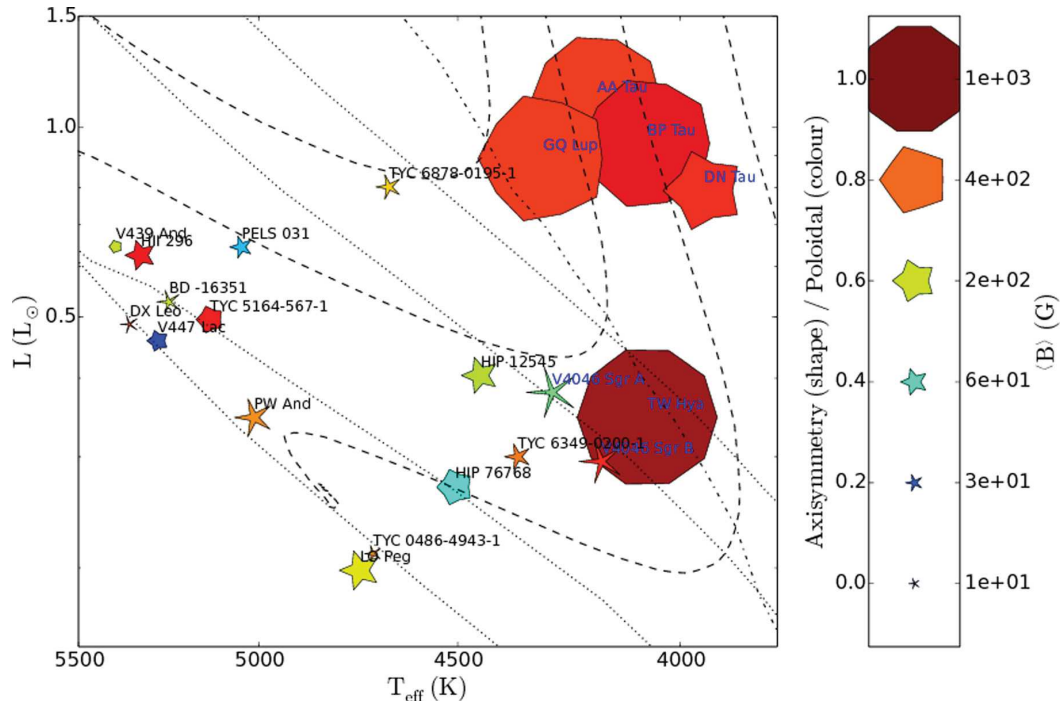 1.5
1.0
0.5
L (L☉)
5500
5000
4500
4000
T_eff (K)
AA Tau
BP Tau
GQ Lup
DN Tau
TYC 6878-0195-1
V439 And
HII 296
PELS 031
BD -16351
TYC 5164-567-1
DX Leo
V447 Lac
HIP 12545
V4046 Sgr A
TW Hya
PW And
TYC 6349-0200-1
V4046 Sgr B
HIP 76768
TYC 0486-4943-1
LO Peg
Axisymmetry (shape) / Poloidal (colour)
1.0
0.8
0.6
0.4
0.2
0.0
1e+03
4e+02
2e+02
6e+01
3e+01
1e+01
⟨B⟩ (G)